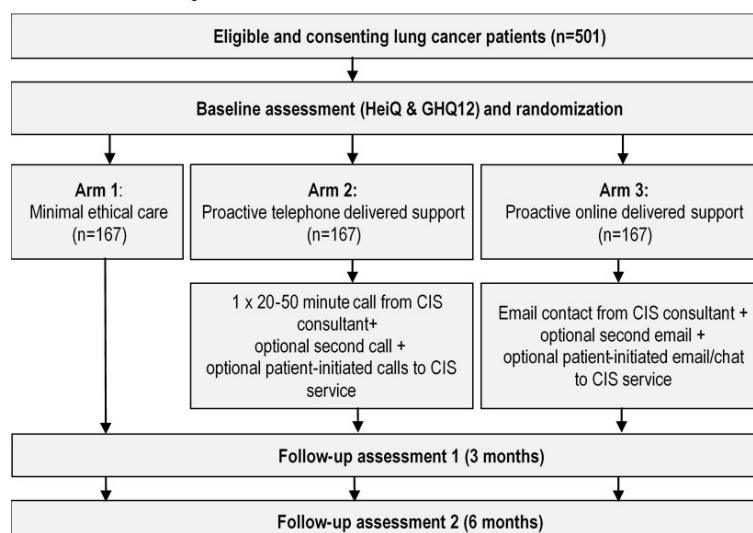 Eligible and consenting lung cancer patients (n=501)
Baseline assessment (HeiQ & GHQ12) and randomization
Arm 1:
Minimal ethical care
(n=167)
Arm 2:
Proactive telephone delivered support
(n=167)
Arm 3:
Proactive online delivered support
(n=167)
1 x 20-50 minute call from CIS
consultant+
optional second call +
optional patient-initiated calls to CIS
service
Email contact from CIS consultant +
optional second email +
optional patient-initiated email/chat
to CIS service
Follow-up assessment 1 (3 months)
Follow-up assessment 2 (6 months)